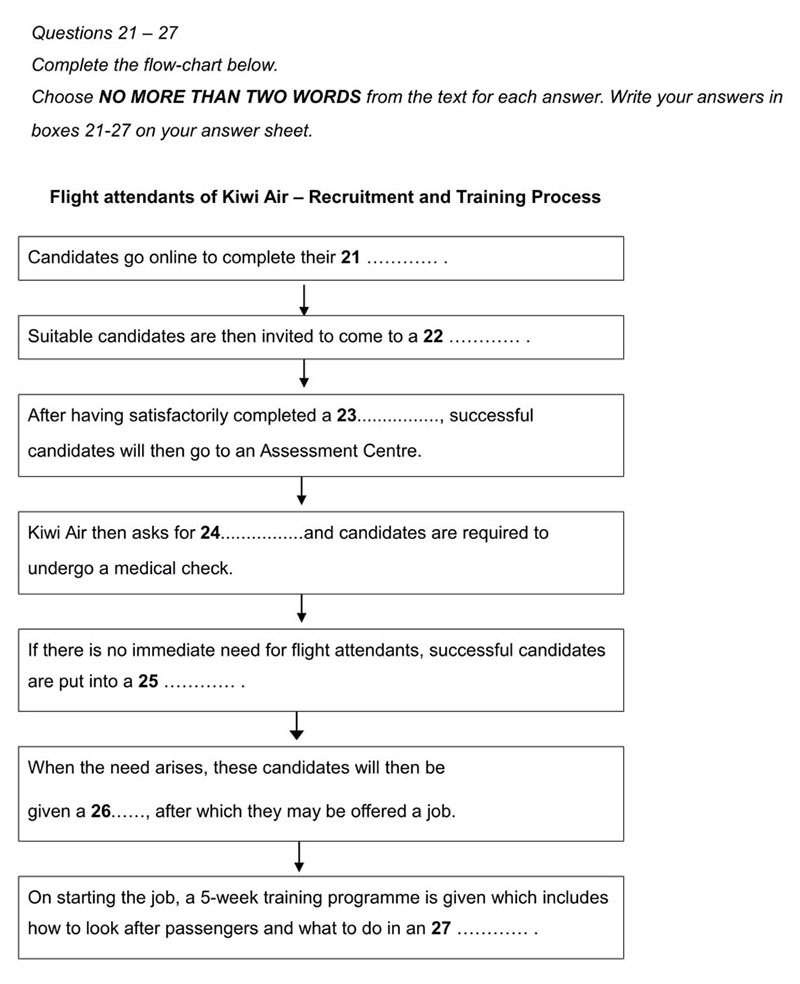 Questions 21 – 27
Complete the flow-chart below.
Choose NO MORE THAN TWO WORDS from the text for each answer. Write your answers in
boxes 21-27 on your answer sheet.
Flight attendants of Kiwi Air – Recruitment and Training Process
Candidates go online to complete their 21 ………… .
Suitable candidates are then invited to come to a 22 ………… .
After having satisfactorily completed a 23……………, successful
candidates will then go to an Assessment Centre.
Kiwi Air then asks for 24……………and candidates are required to
undergo a medical check.
If there is no immediate need for flight attendants, successful candidates
are put into a 25 ………… .
When the need arises, these candidates will then be
given a 26……, after which they may be offered a job.
On starting the job, a 5-week training programme is given which includes
how to look after passengers and what to do in an 27 ………… .